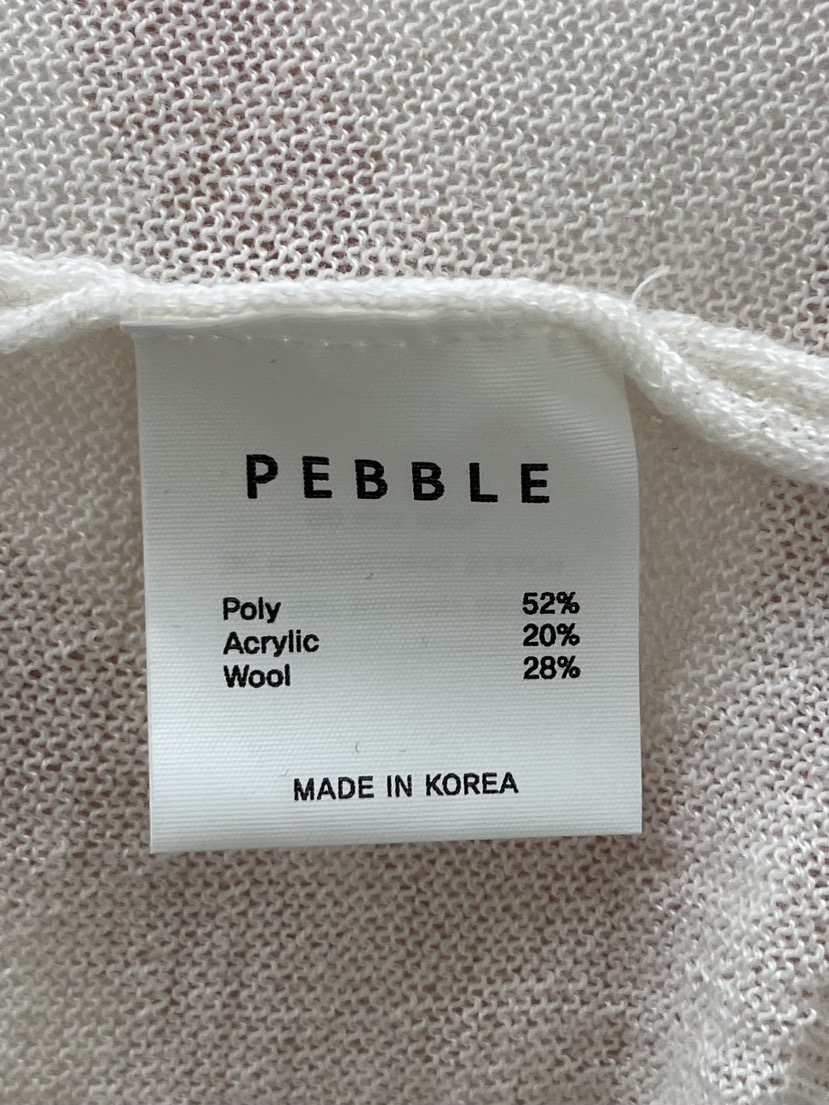 PEBBLE
Poly 52%
Acrylic 20%
Wool 28%
MADE IN KOREA